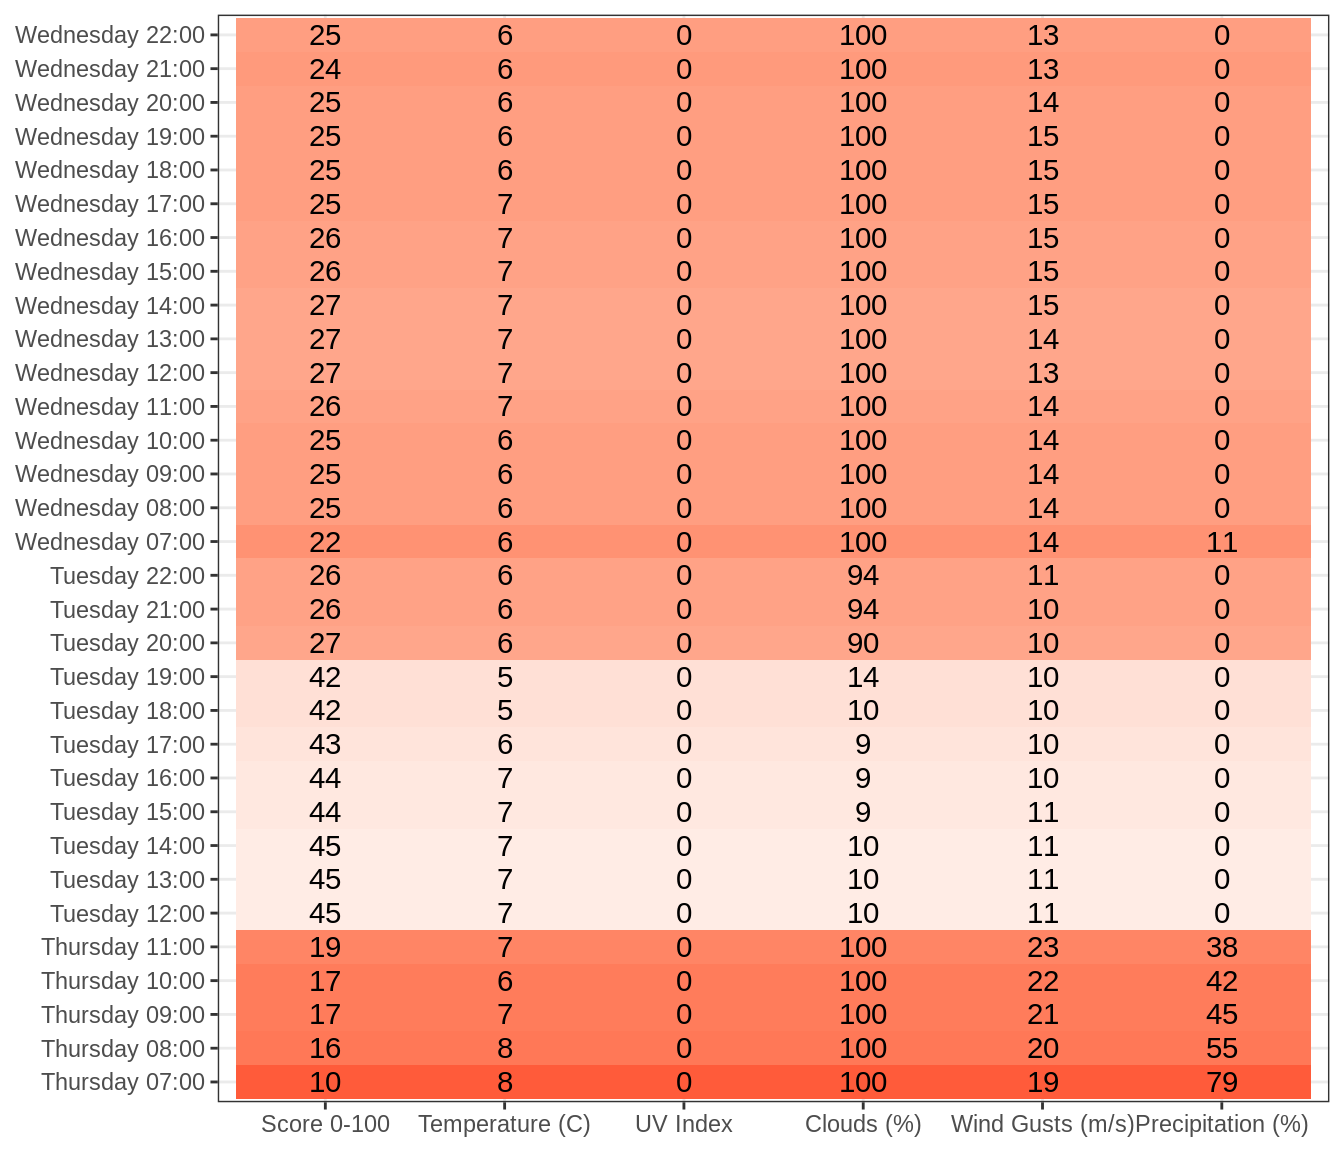 Wednesday 22:00 25 6 0 100 13 0
Wednesday 21:00 24 6 0 100 13 0
Wednesday 20:00 25 6 0 100 14 0
Wednesday 19:00 25 6 0 100 15 0
Wednesday 18:00 25 6 0 100 15 0
Wednesday 17:00 25 7 0 100 15 0
Wednesday 16:00 26 7 0 100 15 0
Wednesday 15:00 26 7 0 100 15 0
Wednesday 14:00 27 7 0 100 15 0
Wednesday 13:00 27 7 0 100 14 0
Wednesday 12:00 27 7 0 100 13 0
Wednesday 11:00 26 7 0 100 14 0
Wednesday 10:00 25 6 0 100 14 0
Wednesday 09:00 25 6 0 100 14 0
Wednesday 08:00 25 6 0 100 14 0
Wednesday 07:00 22 6 0 100 14 11
Tuesday 22:00 26 6 0 94 11 0
Tuesday 21:00 26 6 0 94 10 0
Tuesday 20:00 27 6 0 90 10 0
Tuesday 19:00 42 5 0 14 10 0
Tuesday 18:00 42 5 0 10 10 0
Tuesday 17:00 43 6 0 9 10 0
Tuesday 16:00 44 7 0 9 10 0
Tuesday 15:00 44 7 0 9 11 0
Tuesday 14:00 45 7 0 10 11 0
Tuesday 13:00 45 7 0 10 11 0
Tuesday 12:00 45 7 0 10 11 0
Thursday 11:00 19 7 0 100 23 38
Thursday 10:00 17 6 0 100 22 42
Thursday 09:00 17 7 0 100 21 45
Thursday 08:00 16 8 0 100 20 55
Thursday 07:00 10 8 0 100 19 79
Score 0-100 Temperature (C) UV Index Clouds (%) Wind Gusts (m/s) Precipitation (%)